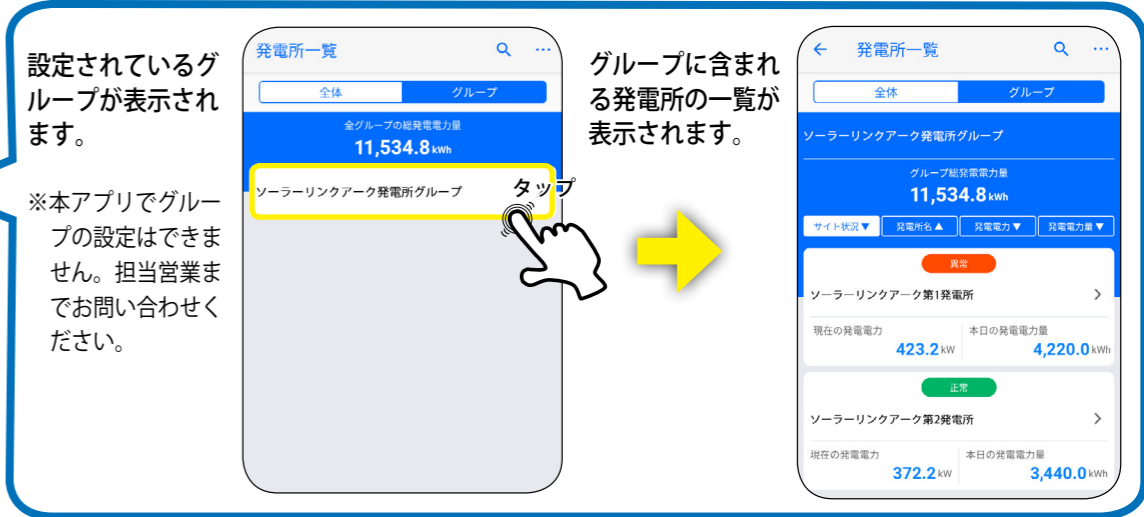 設定されているグ
ループが表示され
ます。
※本アプリでグルー
プの設定はできま
せん。担当営業ま
でお問い合わせく
ださい。
発電所一覧
全体 グループ
全グループの総発電電力量
11,534.8 kWh
ソーラーリンクアーク発電所グループ
タップ
グループに含まれ
る発電所の一覧が
表示されます。
発電所一覧
全体 グループ
ソーラーリンクアーク発電所グループ
グループ総発電電力量
11,534.8 kWh
サイト状況▼ 発電所名▲ 発電電力▼ 発電電力量▼
異常
ソーラーリンクアーク第1発電所
現在の発電電力 本日の発電電力量
423.2 kW 4,220.0 kWh
正常
ソーラーリンクアーク第2発電所
現在の発電電力 本日の発電電力量
372.2 kW 3,440.0 kWh